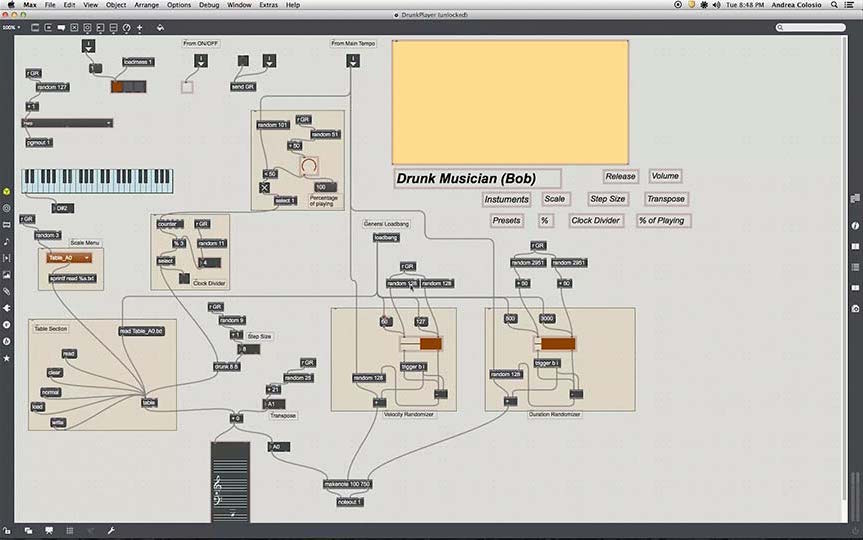 Max File Edit View Object Arrange Options Debug Window Extras Help Tue 8:48 PM Andrea Colosio
DrunkPlayer (unlocked)
100%
From ON/OFF
From Main Tempo
loadmess 1
r GR
random 127
+ 1
pgmout 1
send GR
random 101
r GR
random 51
+ 50
< 50
100
select 1
Percentage of playing
Drunk Musician (Bob)
Release
Volume
Instuments
Scale
Step Size
Transpose
Presets
%
Clock Divider
% of Playing
D#2
r GR
random 3
Scale Menu
Table_A0
sprintf read %s.txt
counter
r GR
% 3
random 11
select
4
Clock Divider
General Loadbang
loadbang
r GR
random 128
random 128
60
127
trigger b i
random 128
Velocity Randomizer
r GR
random 2951
random 2951
+ 50
+ 50
500
3000
trigger b i
random 128
Duration Randomizer
Table Section
read Table_A0.txt
read
clear
normal
load
write
table
r GR
random 9
+ 1
Step Size
8
drunk 8 8
r GR
random 25
+ 21
A1
Transpose
+ 0
A0
makenote 100 750
noteout 1